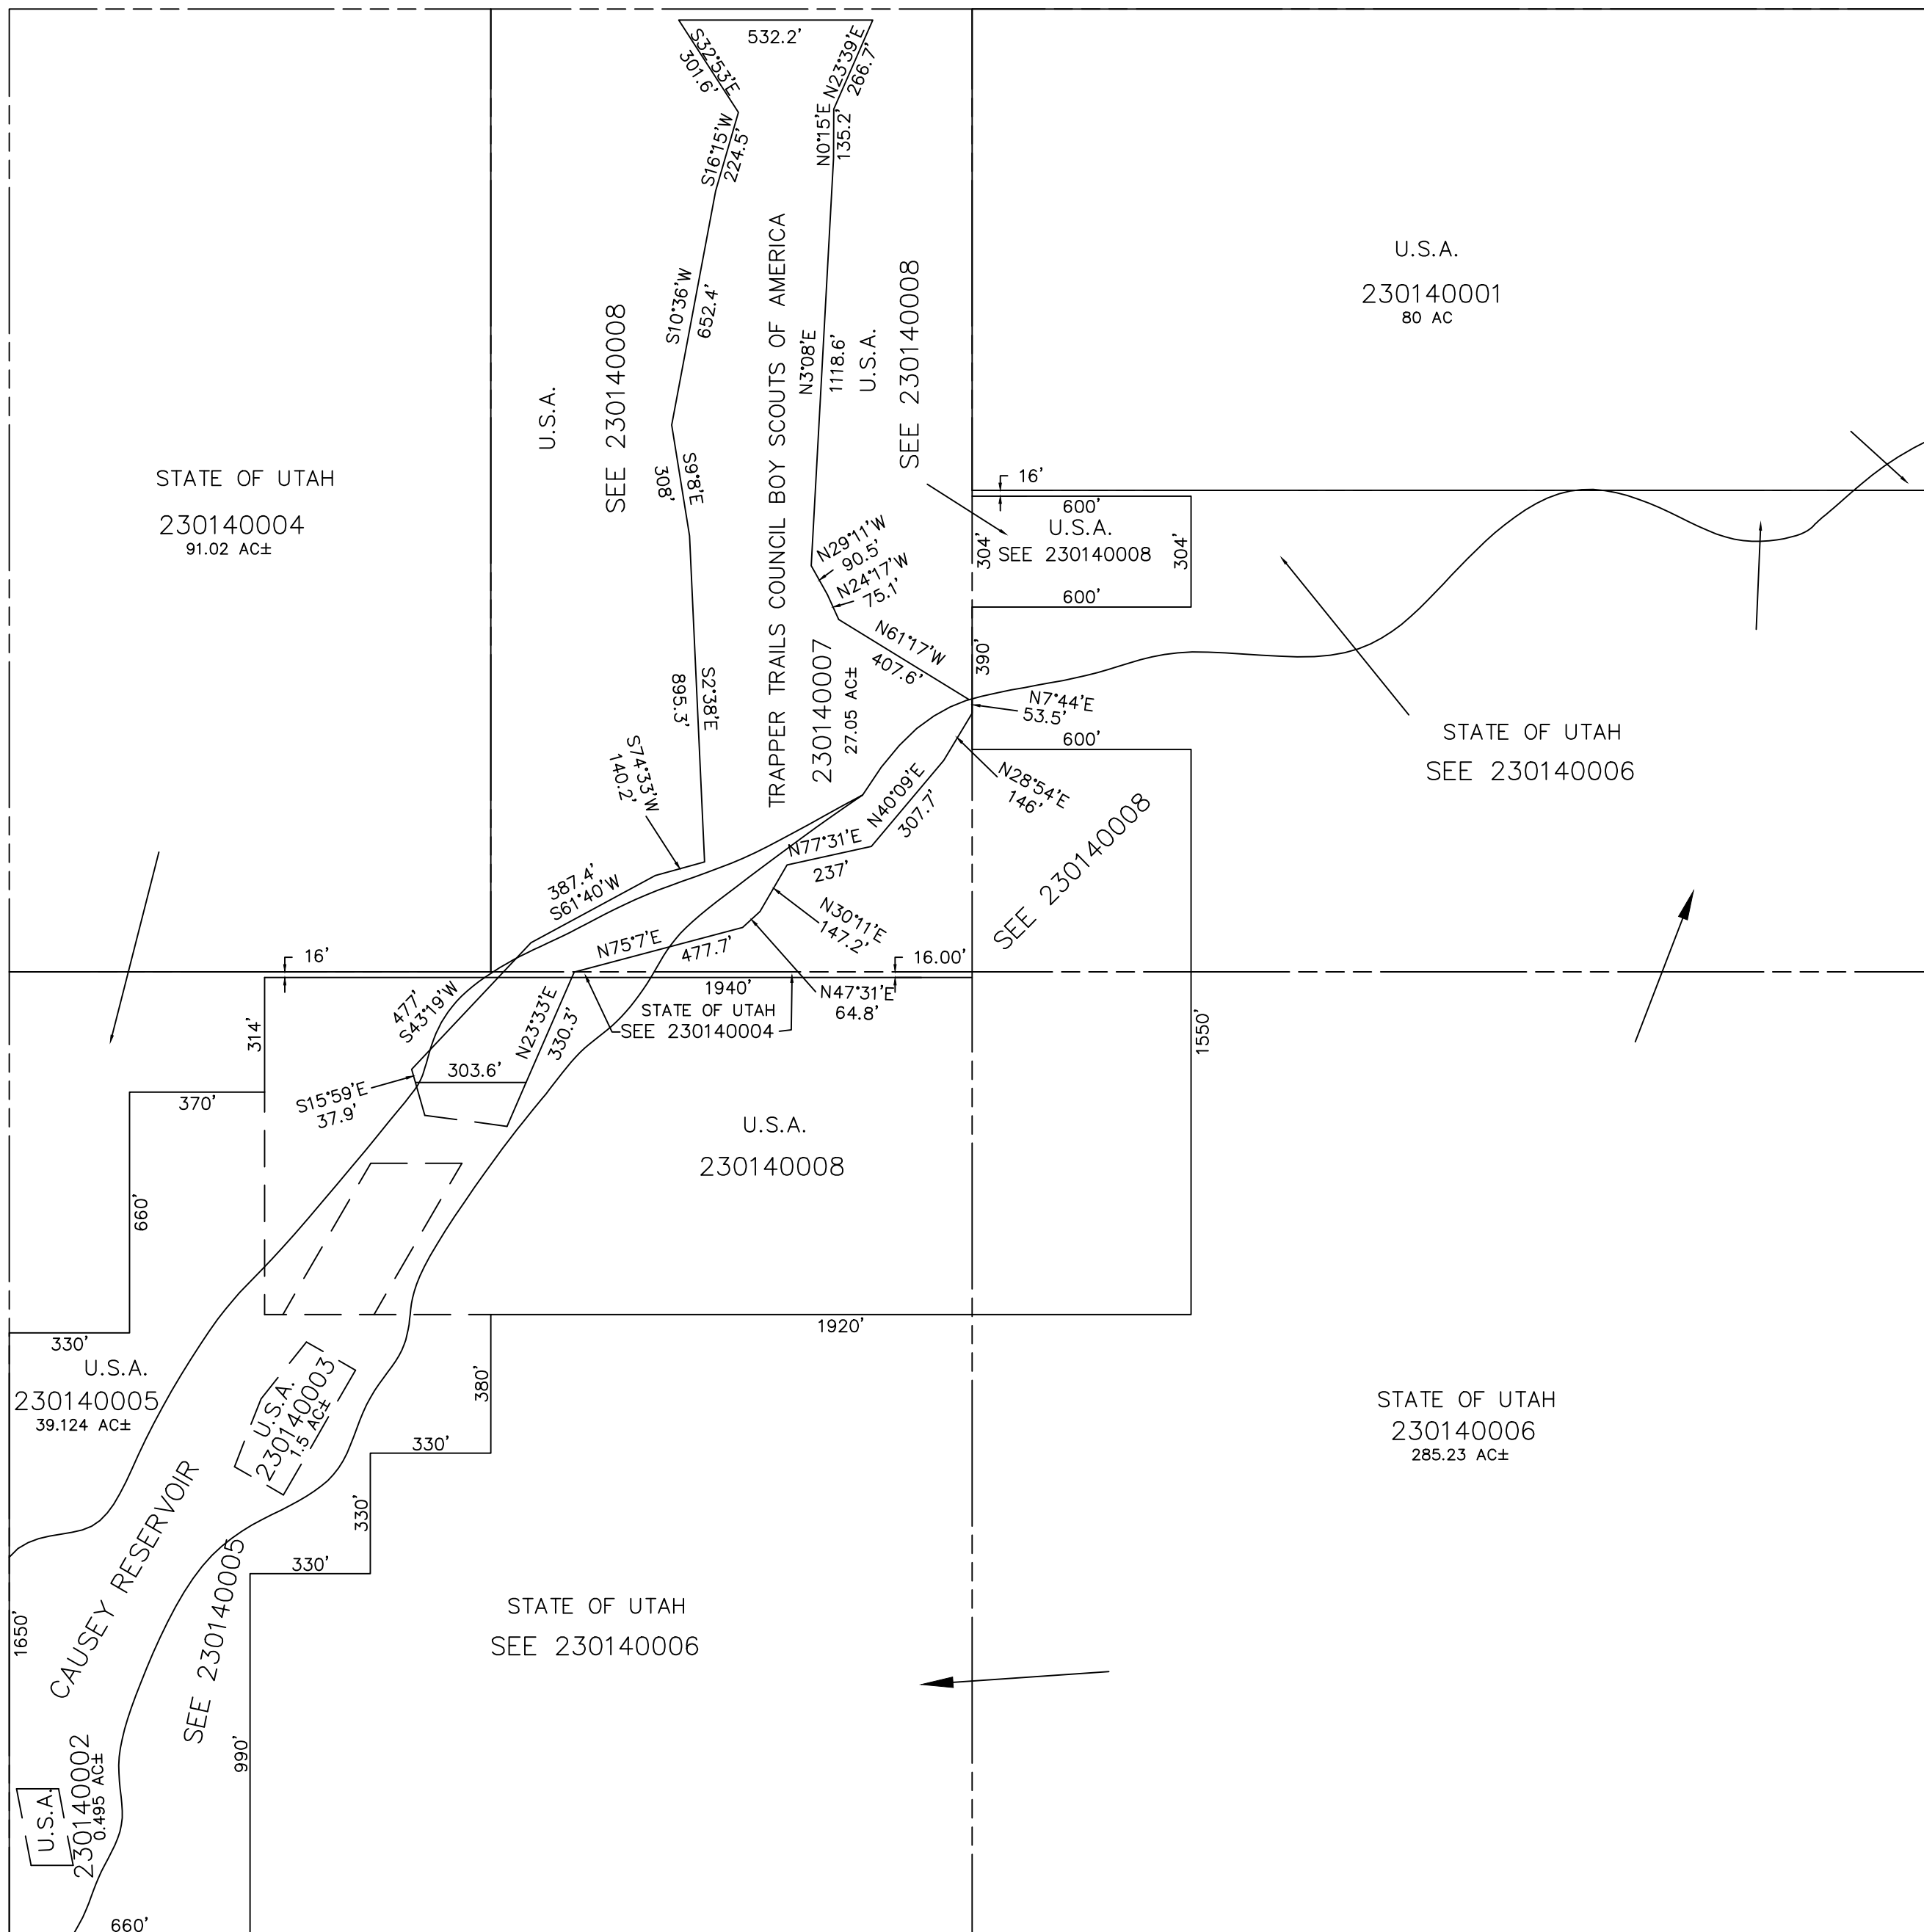 532.2'
S32°53'E
301.6'
N23°39'E
266.7'
S16°15'W
224.5'
N0°15'E
135.2'
S10°36'W
652.4'
TRAPPER TRAILS COUNCIL BOY SCOUTS OF AMERICA
230140007
27.05 AC±
N3°08'E
1118.6'
U.S.A.
SEE 230140008
U.S.A.
SEE 230140008
U.S.A.
230140001
80 AC
STATE OF UTAH
230140004
91.02 AC±
S9°8'E
308'
16'
600'
U.S.A.
SEE 230140008
304'
304'
600'
N29°11'W
90.5'
N24°17'W
75.1'
N61°17'W
407.6'
390'
S2°38'E
895.3'
N7°44'E
53.5'
600'
STATE OF UTAH
SEE 230140006
S74°33'W
140.2'
N28°54'E
146'
N40°09'E
307.7'
N77°31'E
237'
SEE 230140008
387.4'
S61°40'W
N30°11'E
147.2'
N75°7'E
477.7'
16'
16.00'
1940'
N47°31'E
64.8'
STATE OF UTAH
SEE 230140004
477'
S43°19'W
N23°33'E
330.3'
314'
1550'
303.6'
S15°59'E
37.9'
370'
U.S.A.
230140008
660'
1920'
330'
U.S.A.
230140005
39.124 AC±
U.S.A.
230140003
1.5 AC±
380'
STATE OF UTAH
230140006
285.23 AC±
330'
330'
330'
CAUSEY RESERVOIR
SEE 230140005
STATE OF UTAH
SEE 230140006
1650'
990'
U.S.A.
230140002
0.495 AC±
660'